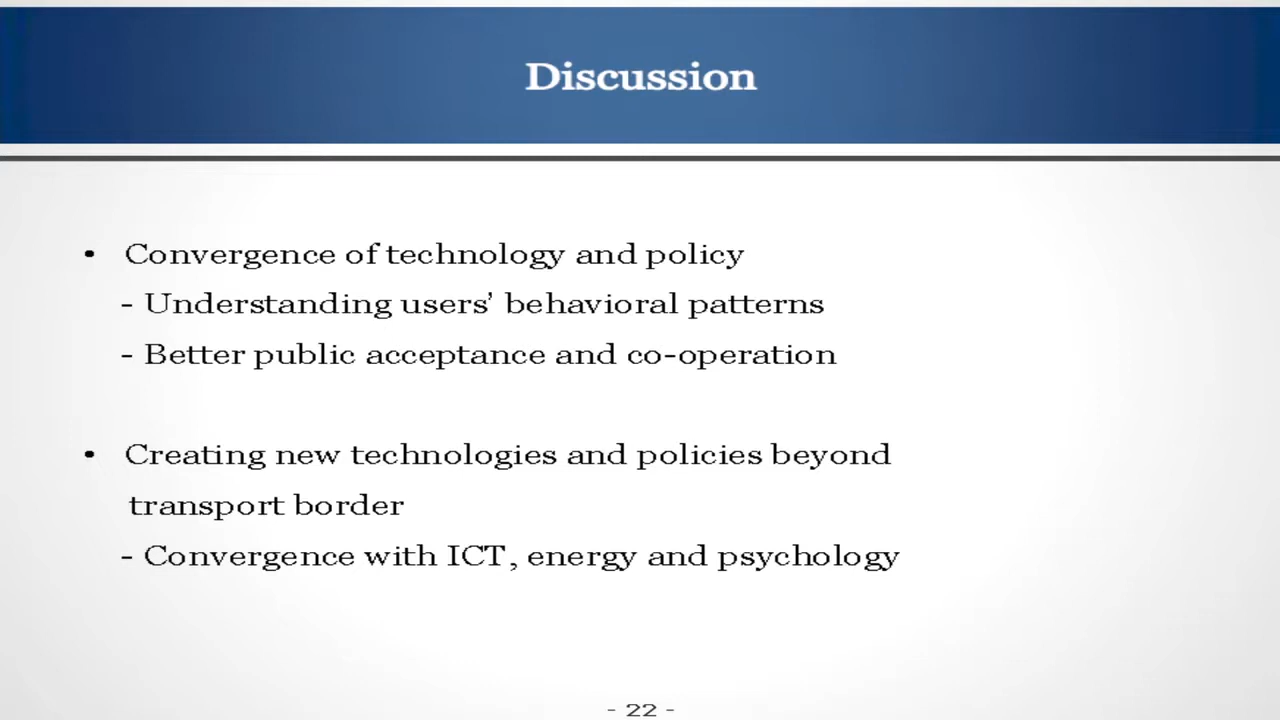 Discussion
• Convergence of technology and policy
- Understanding users’ behavioral patterns
- Better public acceptance and co-operation
• Creating new technologies and policies beyond
transport border
- Convergence with ICT, energy and psychology
- 22 -